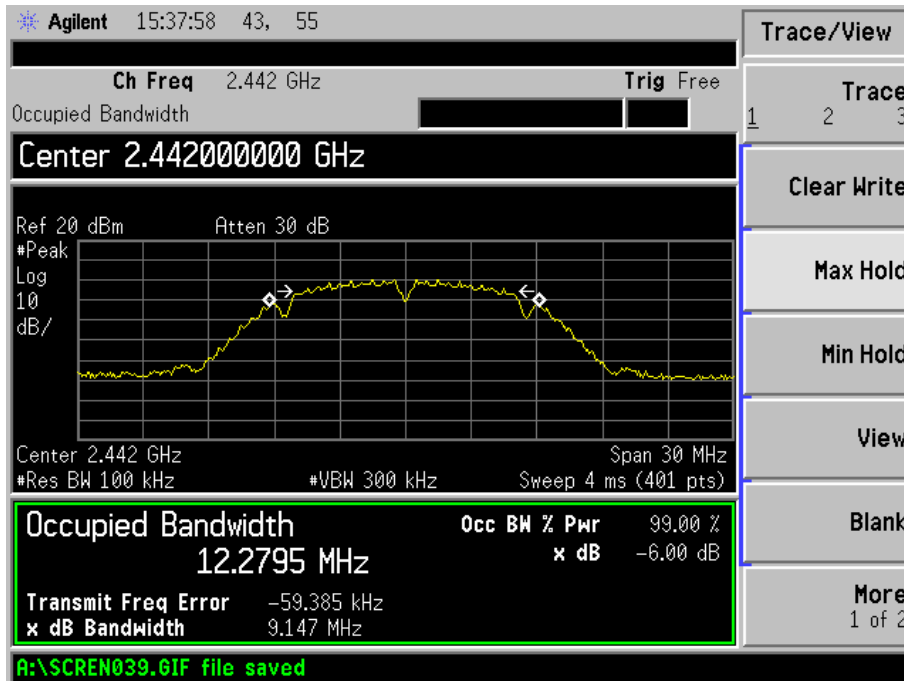 Agilent 15:37:58 43, 55
Trace/View
Ch Freq 2.442 GHz Trig Free
Occupied Bandwidth
Trace
1 2 3
Center 2.442000000 GHz
Clear Write
Ref 20 dBm Atten 30 dB
#Peak
Log
10
dB/
Max Hold
Min Hold
View
Center 2.442 GHz Span 30 MHz
#Res BW 100 kHz #VBW 300 kHz Sweep 4 ms (401 pts)
Occupied Bandwidth Occ BW % Pwr 99.00 %
12.2795 MHz x dB -6.00 dB
Blank
Transmit Freq Error -59.385 kHz
x dB Bandwidth 9.147 MHz
More
1 of 2
A:\SCREN039.GIF file saved